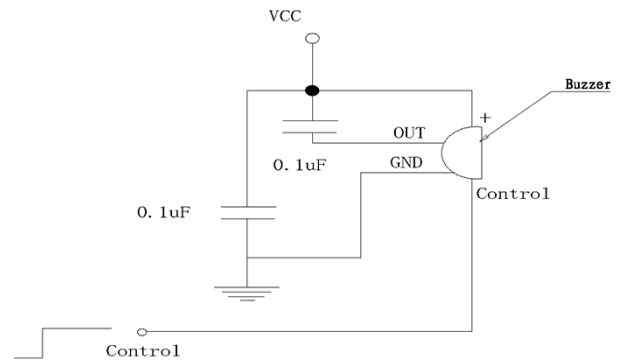 VCC
Buzzer
+
OUT
0.1uF
GND
Control
0.1uF
Control